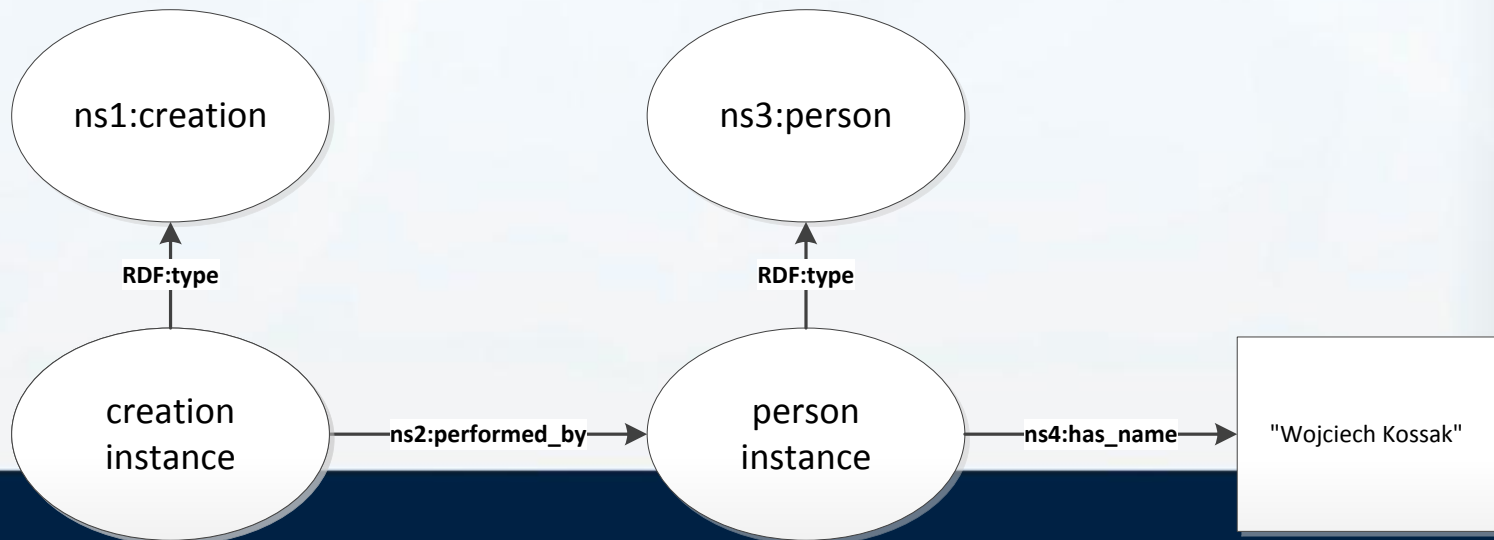 ns1:creation
ns3:person
RDF:type
RDF:type
creation
instance
ns2:performed_by
person
instance
ns4:has_name
"Wojciech Kossak"